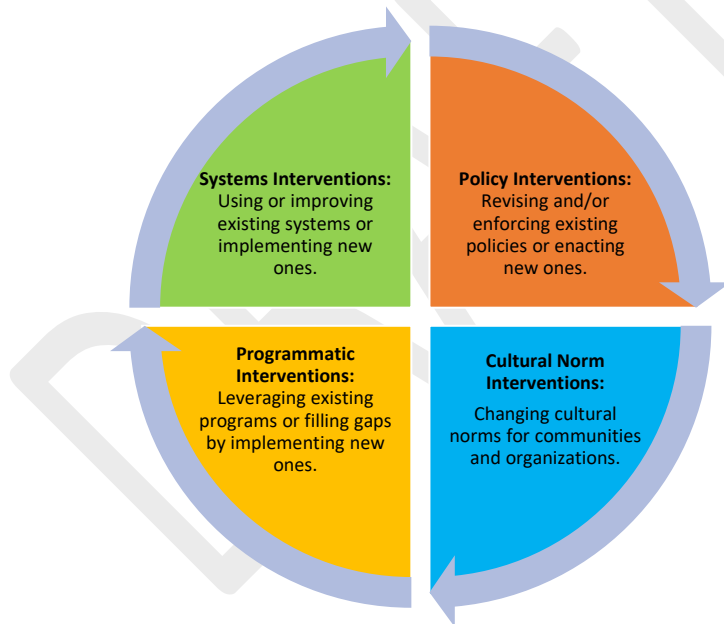 Systems Interventions:
Using or improving
existing systems or
implementing new
ones.
Policy Interventions:
Revising and/or
enforcing existing
policies or enacting
new ones.
Programmatic
Interventions:
Leveraging existing
programs or filling gaps
by implementing new
ones.
Cultural Norm
Interventions:
Changing cultural
norms for communities
and organizations.